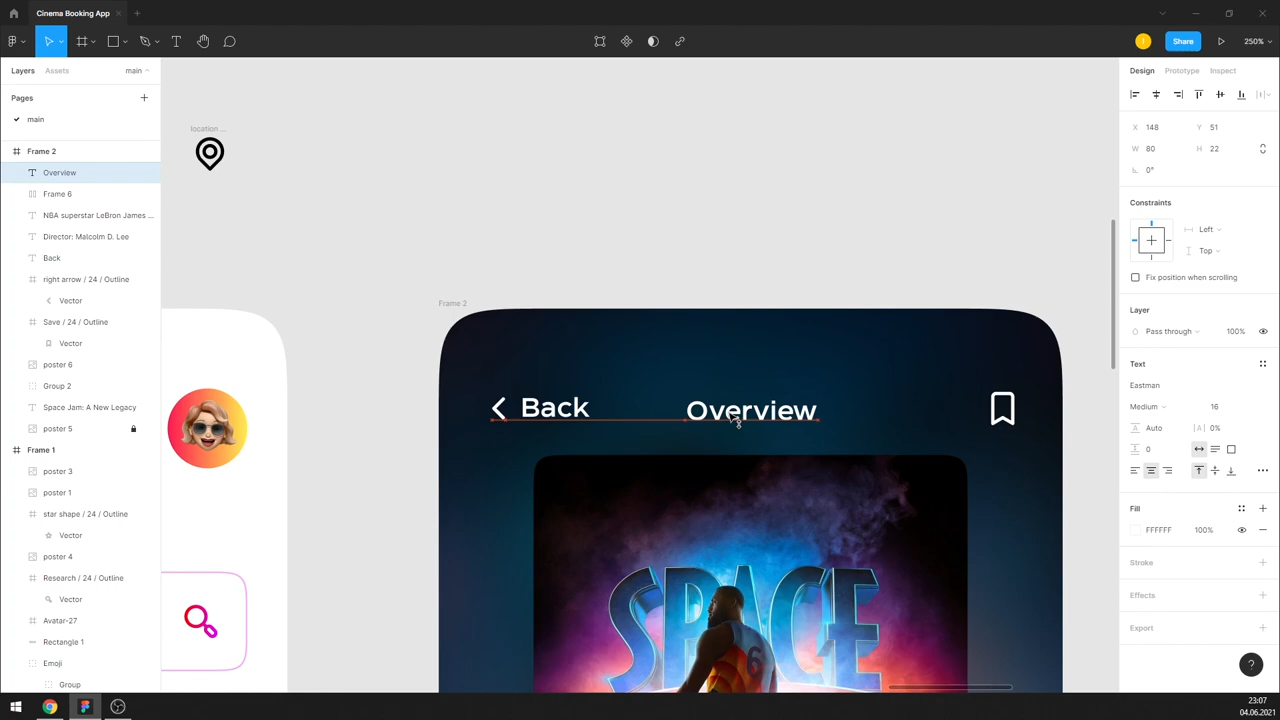 Cinema Booking App
I
Share
250%
Layers
Assets
main
Pages
main
Frame 2
Overview
Frame 6
NBA superstar LeBron James ...
Director: Malcolm D. Lee
Back
right arrow / 24 / Outline
Vector
Save / 24 / Outline
Vector
poster 6
Group 2
Space Jam: A New Legacy
poster 5
Frame 1
poster 3
poster 1
star shape / 24 / Outline
Vector
poster 4
Research / 24 / Outline
Vector
Avatar-27
Rectangle 1
Emoji
Group
location ...
Frame 2
Back
Overview
SPACE
6
Design
Prototype
Inspect
X 148
Y 51
W 80
H 22
0°
Constraints
Left
Top
Fix position when scrolling
Layer
Pass through
100%
Text
Eastman
Medium
16
Auto
|A| 0%
0
Fill
FFFFFF
100%
Stroke
Effects
Export
?
23:07
04.06.2021